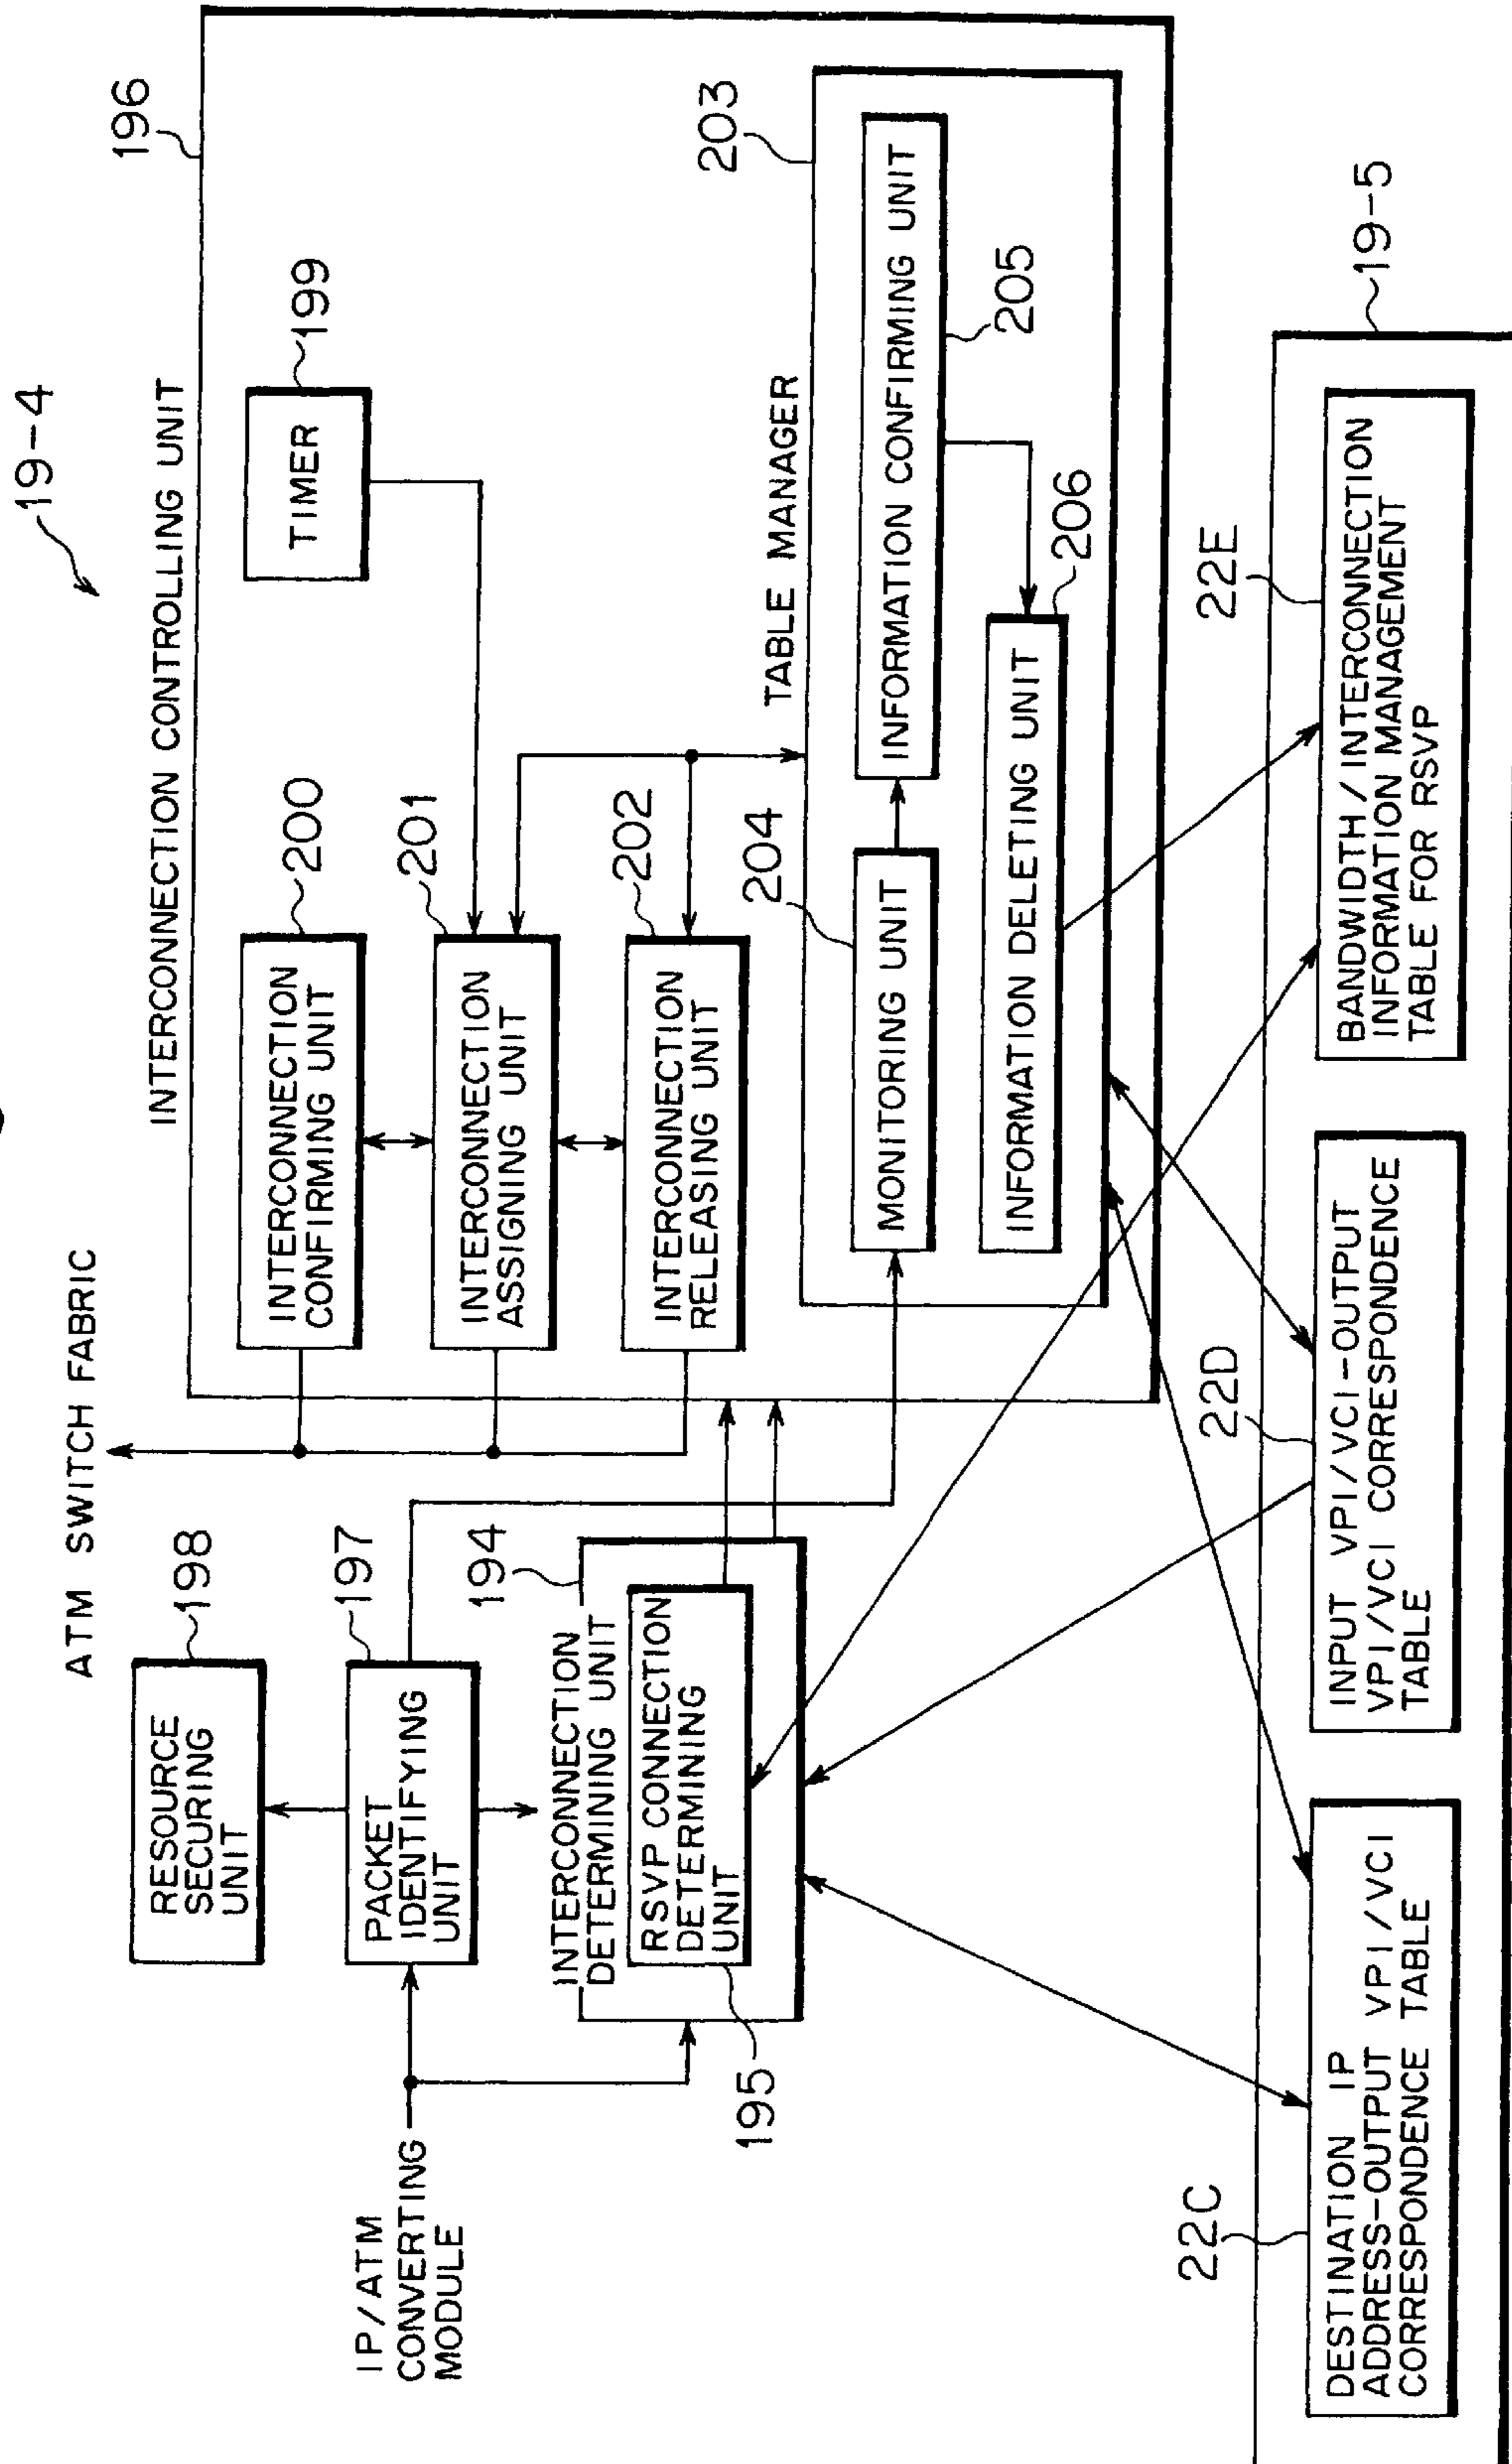 19-4
ATM SWITCH FABRIC
INTERCONNECTION CONTROLLING UNIT
196
RESOURCE
SECURING
UNIT
198
INTERCONNECTION
CONFIRMING UNIT
200
TIMER
199
PACKET
IDENTIFYING
UNIT
197
INTERCONNECTION
ASSIGNING UNIT
201
IP/ATM
CONVERTING
MODULE
INTERCONNECTION
DETERMINING UNIT
194
RSVP CONNECTION
DETERMINING
UNIT
195
INTERCONNECTION
RELEASING UNIT
202
TABLE MANAGER
203
MONITORING UNIT
204
INFORMATION CONFIRMING UNIT
205
INFORMATION DELETING UNIT
206
22C
DESTINATION IP
ADDRESS-OUTPUT VPI/VCI
CORRESPONDENCE TABLE
22D
INPUT VPI/VCI-OUTPUT
VPI/VCI CORRESPONDENCE
TABLE
22E
BANDWIDTH/INTERCONNECTION
INFORMATION MANAGEMENT
TABLE FOR RSVP
19-5